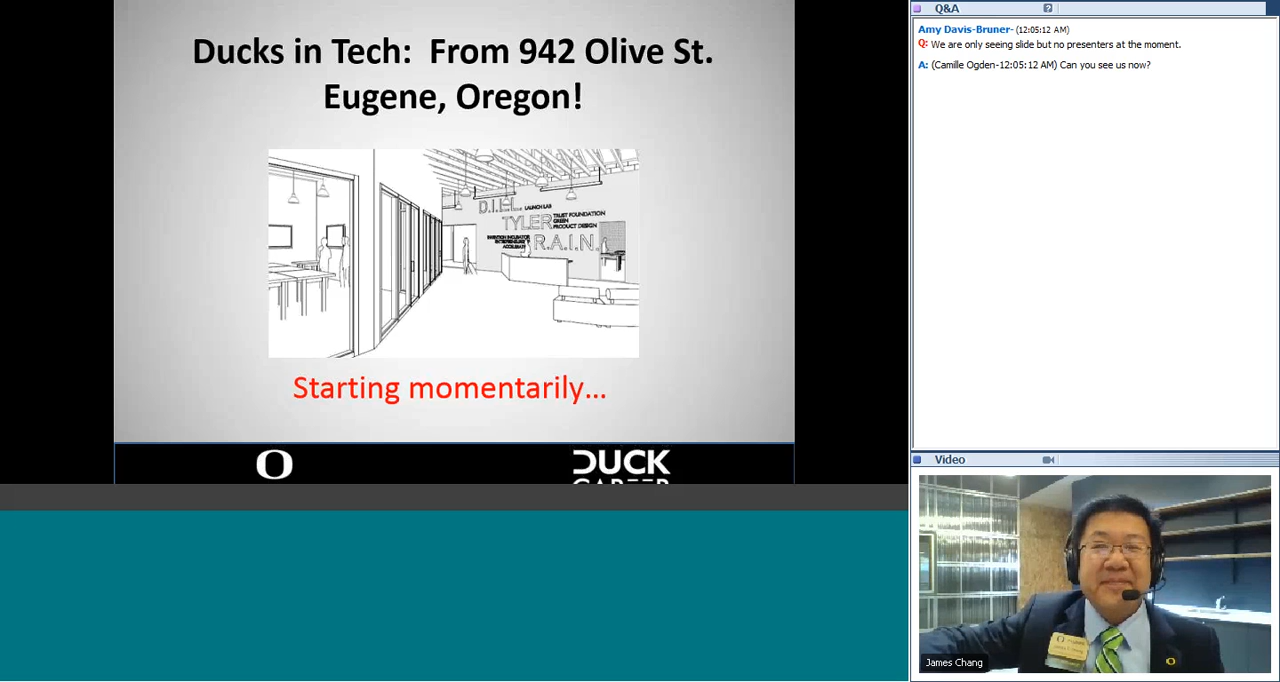 Ducks in Tech: From 942 Olive St.
Eugene, Oregon!
D.I.L.L. LAUNCH LAB
TYLER TRUST FOUNDATION
GREEN
PRODUCT DESIGN
R.A.I.N.
Starting momentarily...
O
DUCK
CAREER
Q&A
?
Amy Davis-Bruner- (12:05:12 AM)
Q: We are only seeing slide but no presenters at the moment.
A: (Camille Ogden-12:05:12 AM) Can you see us now?
Video
James Chang